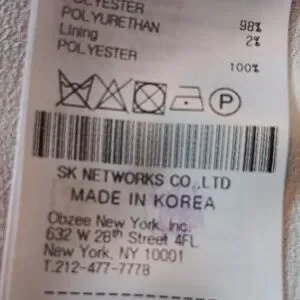 POLYESTER
POLYURETHAN 98%
Lining 2%
POLYESTER
100%
P
SK NETWORKS CO.,LTD
MADE IN KOREA
Obzee New York, Inc.
632 W 28th Street 4FL
New York, NY 10001
T.212-477-7778